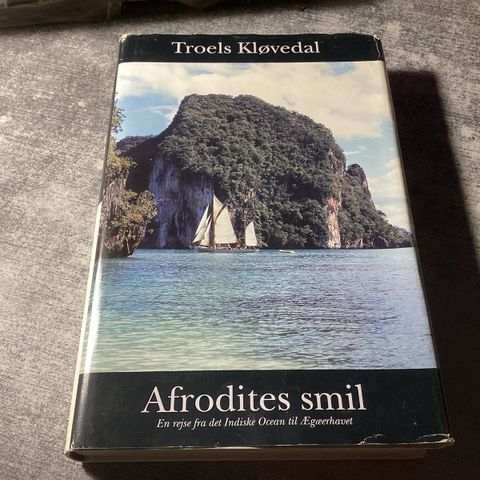 Troels Kløvedal
Afrodites smil
En rejse fra det Indiske Ocean til Ægæerhavet